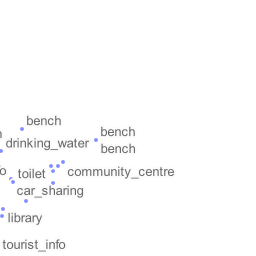 bench
bench
drinking_water
bench
toilet
community_centre
car_sharing
library
tourist_info